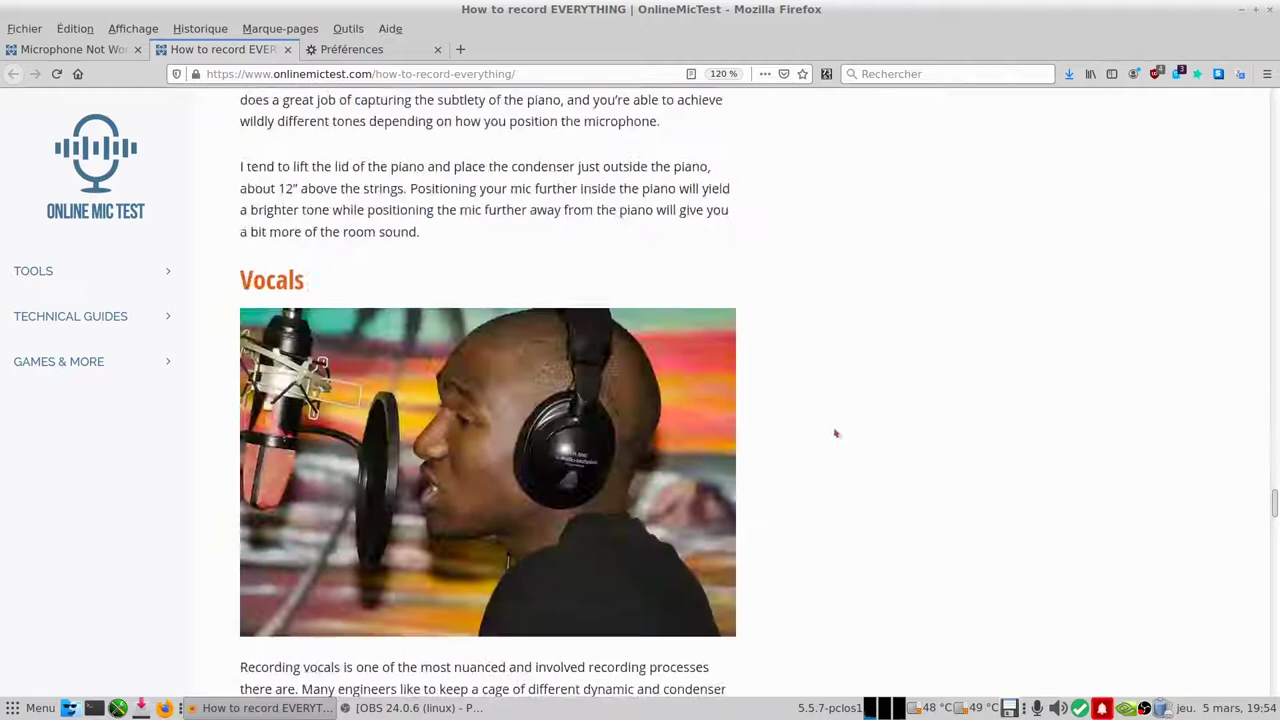 How to record EVERYTHING | OnlineMicTest - Mozilla Firefox
Fichier Édition Affichage Historique Marque-pages Outils Aide
Microphone Not Wo
How to record EVER
Préférences
https://www.onlinemictest.com/how-to-record-everything/
120 %
Rechercher
3
does a great job of capturing the subtlety of the piano, and you’re able to achieve
wildly different tones depending on how you position the microphone.
I tend to lift the lid of the piano and place the condenser just outside the piano,
about 12” above the strings. Positioning your mic further inside the piano will yield
a brighter tone while positioning the mic further away from the piano will give you
a bit more of the room sound.
ONLINE MIC TEST
TOOLS
TECHNICAL GUIDES
GAMES & MORE
Vocals
Recording vocals is one of the most nuanced and involved recording processes
there are. Many engineers like to keep a cage of different dynamic and condenser
Menu
How to record EVERYT...
[OBS 24.0.6 (linux) - P...
5.5.7-pclos1
48 °C
49 °C
jeu. 5 mars, 19:54